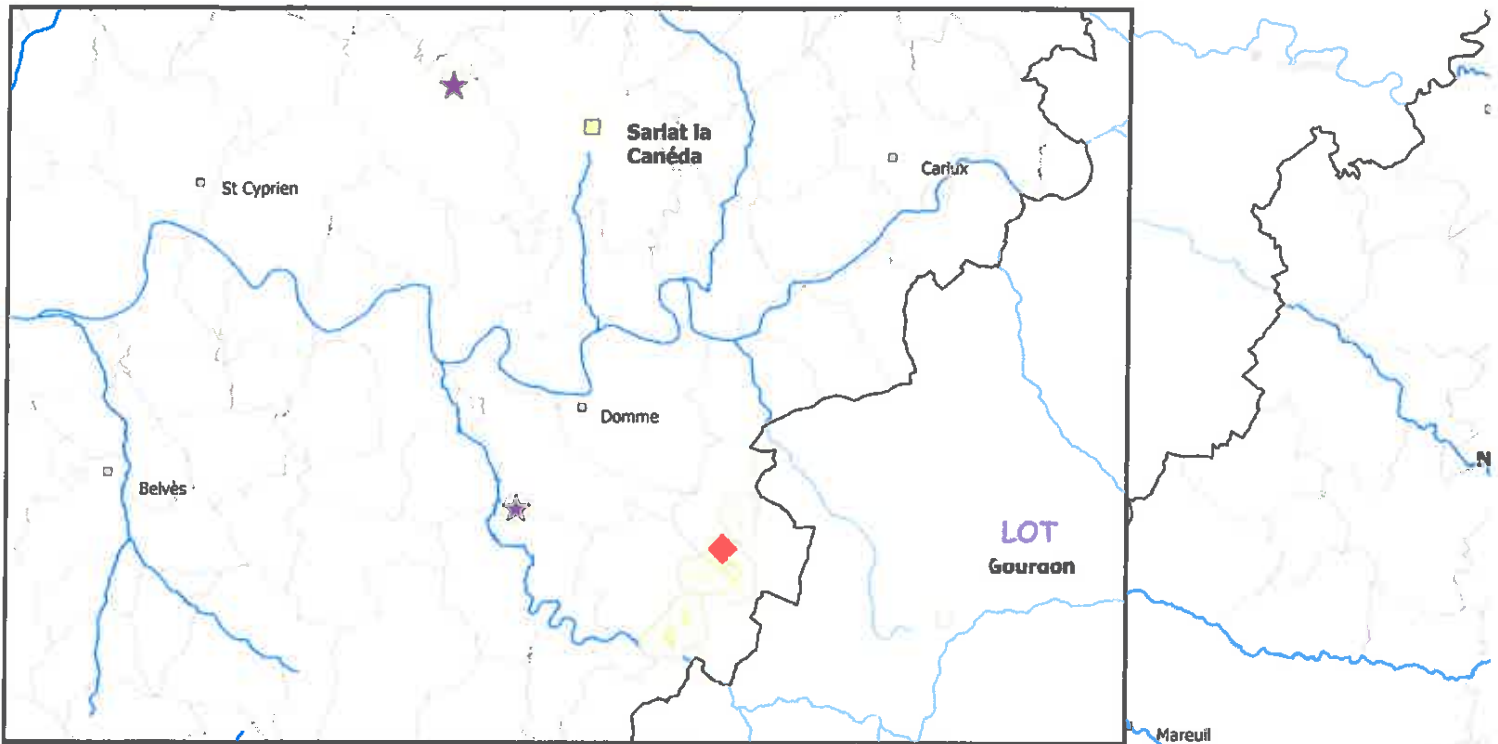 Sarlat la
Canéda
Carlux
St Cyprien
Domme
Belvès
LOT
Gourdon
N
Mareuil